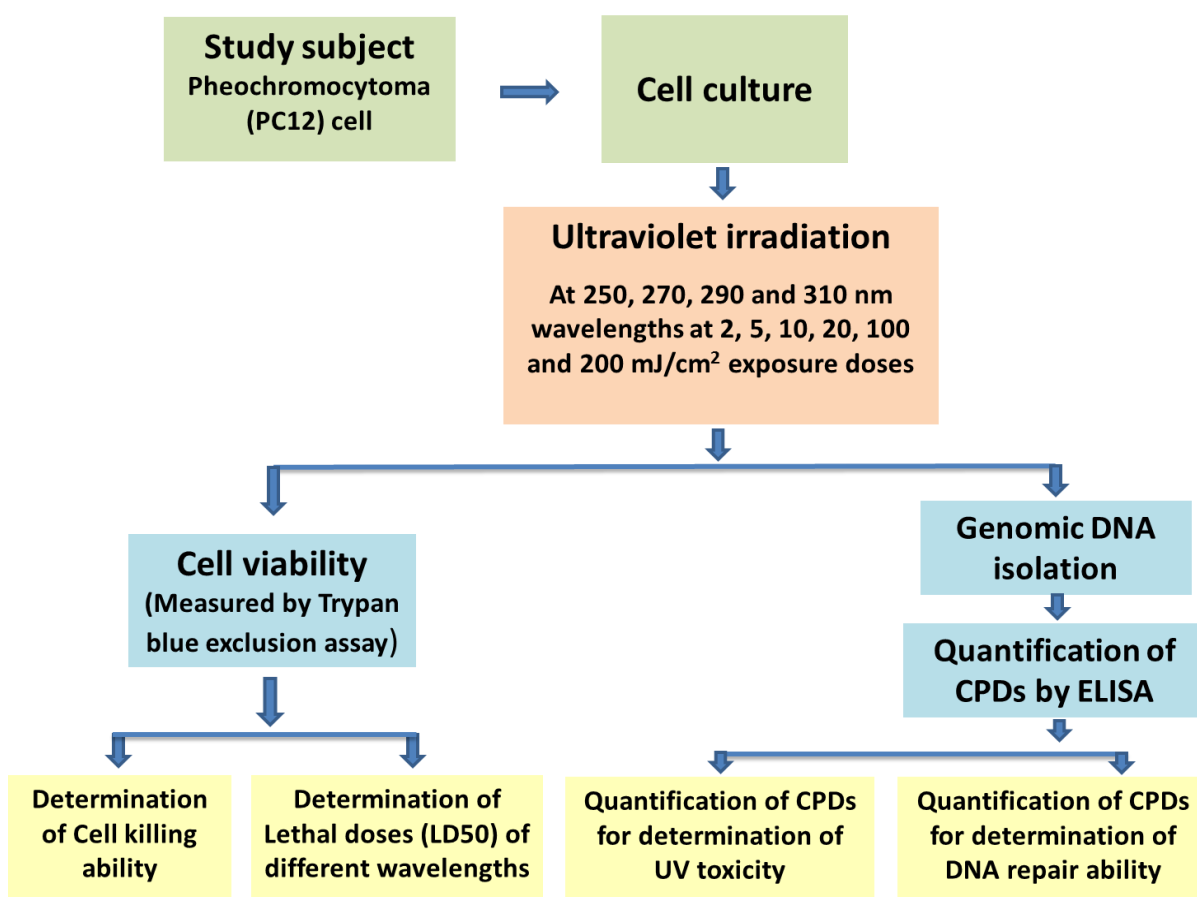 Study subject
Pheochromocytoma
(PC12) cell
Cell culture
Ultraviolet irradiation
At 250, 270, 290 and 310 nm
wavelengths at 2, 5, 10, 20, 100
and 200 mJ/cm² exposure doses
Cell viability
(Measured by Trypan
blue exclusion assay)
Genomic DNA
isolation
Quantification of
CPDs by ELISA
Determination
of Cell killing
ability
Determination of
Lethal doses (LD50) of
different wavelengths
Quantification of CPDs
for determination of
UV toxicity
Quantification of CPDs
for determination of
DNA repair ability